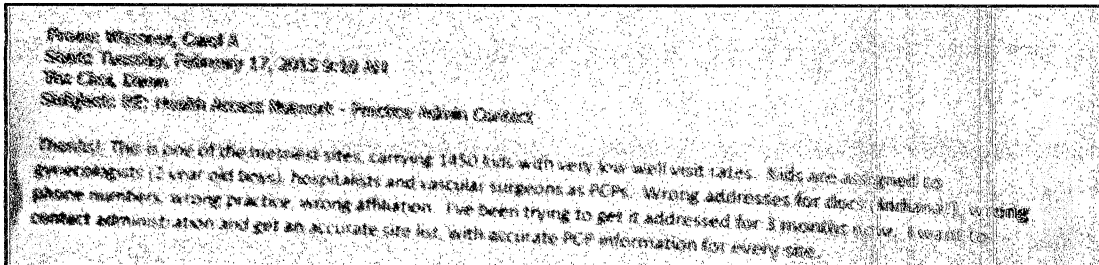 From: Carol A
Sent: Tuesday, February 17, 2015 9:19 AM
To:
Subject: RE: Health Access Network - Practice Admin Contact
Thanks! This is one of the messiest sites, carrying 1450 kids with very low well visit rates. Kids are assigned to
gynecologists (2 year old boys), hospitalists and vascular surgeons as PCPs. Wrong addresses for docs (Indiana!), wrong
phone numbers, wrong practice, wrong affiliation. I've been trying to get it addressed for 3 months now. I want to
contact administration and get an accurate site list, with accurate PCP information for every site.